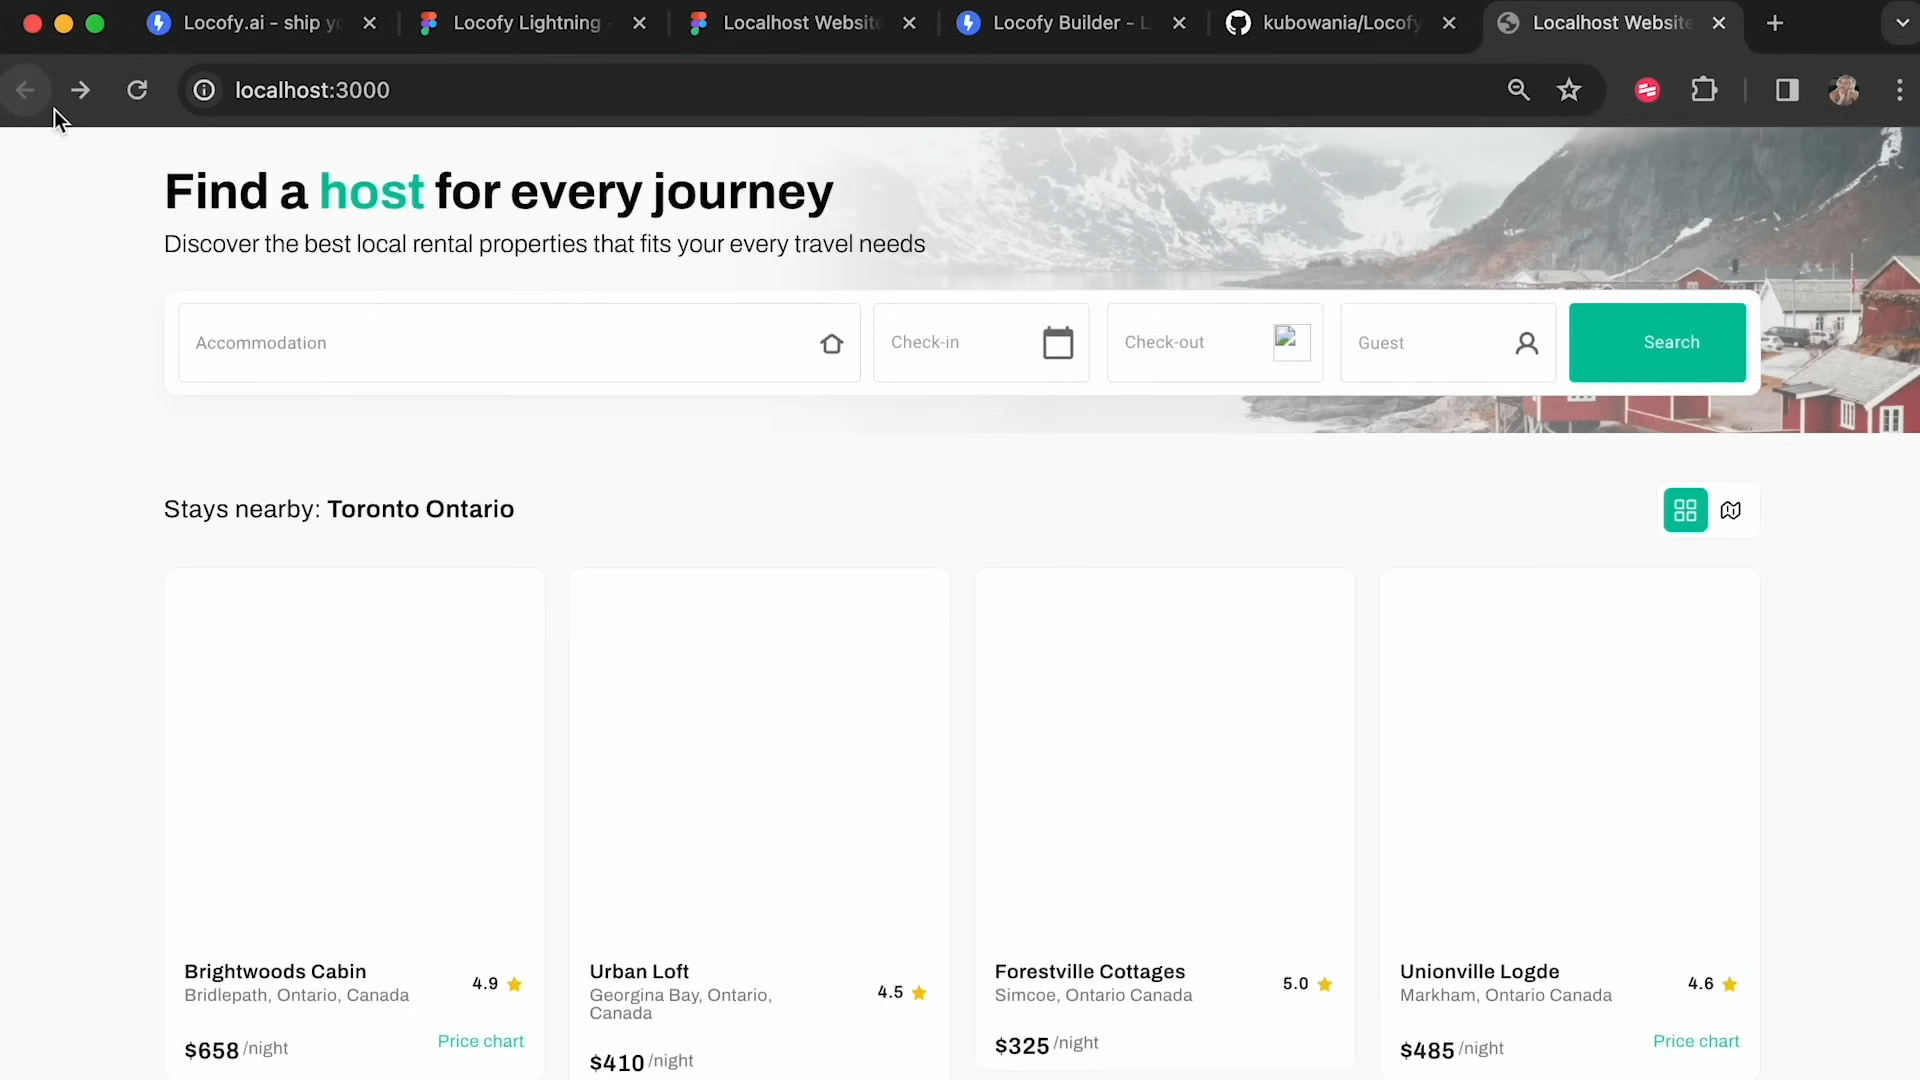 Locofy.ai - ship yo
Locofy Lightning -
Localhost Website
Locofy Builder - L
kubowania/Locofy
Localhost Website
localhost:3000
Find a host for every journey
Discover the best local rental properties that fits your every travel needs
Accommodation
Check-in
Check-out
Guest
Search
Stays nearby: Toronto Ontario
Brightwoods Cabin
Bridlepath, Ontario, Canada
4.9
$658 /night
Price chart
Urban Loft
Georgina Bay, Ontario,
Canada
4.5
$410 /night
Forestville Cottages
Simcoe, Ontario Canada
5.0
$325 /night
Unionville Logde
Markham, Ontario Canada
4.6
$485 /night
Price chart